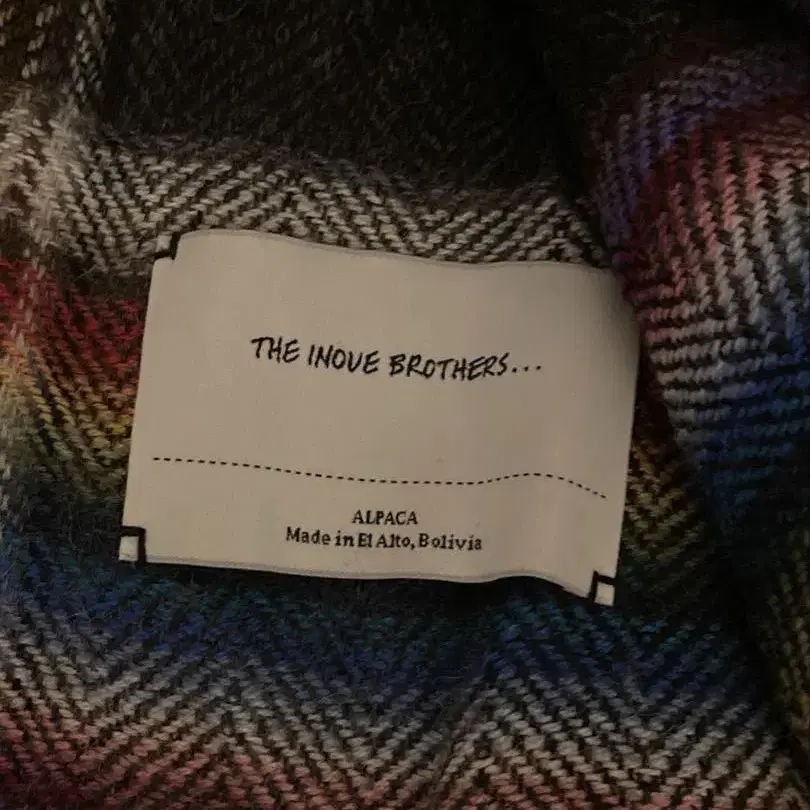 THE INOUE BROTHERS...
ALPACA
Made in El Alto, Bolivia